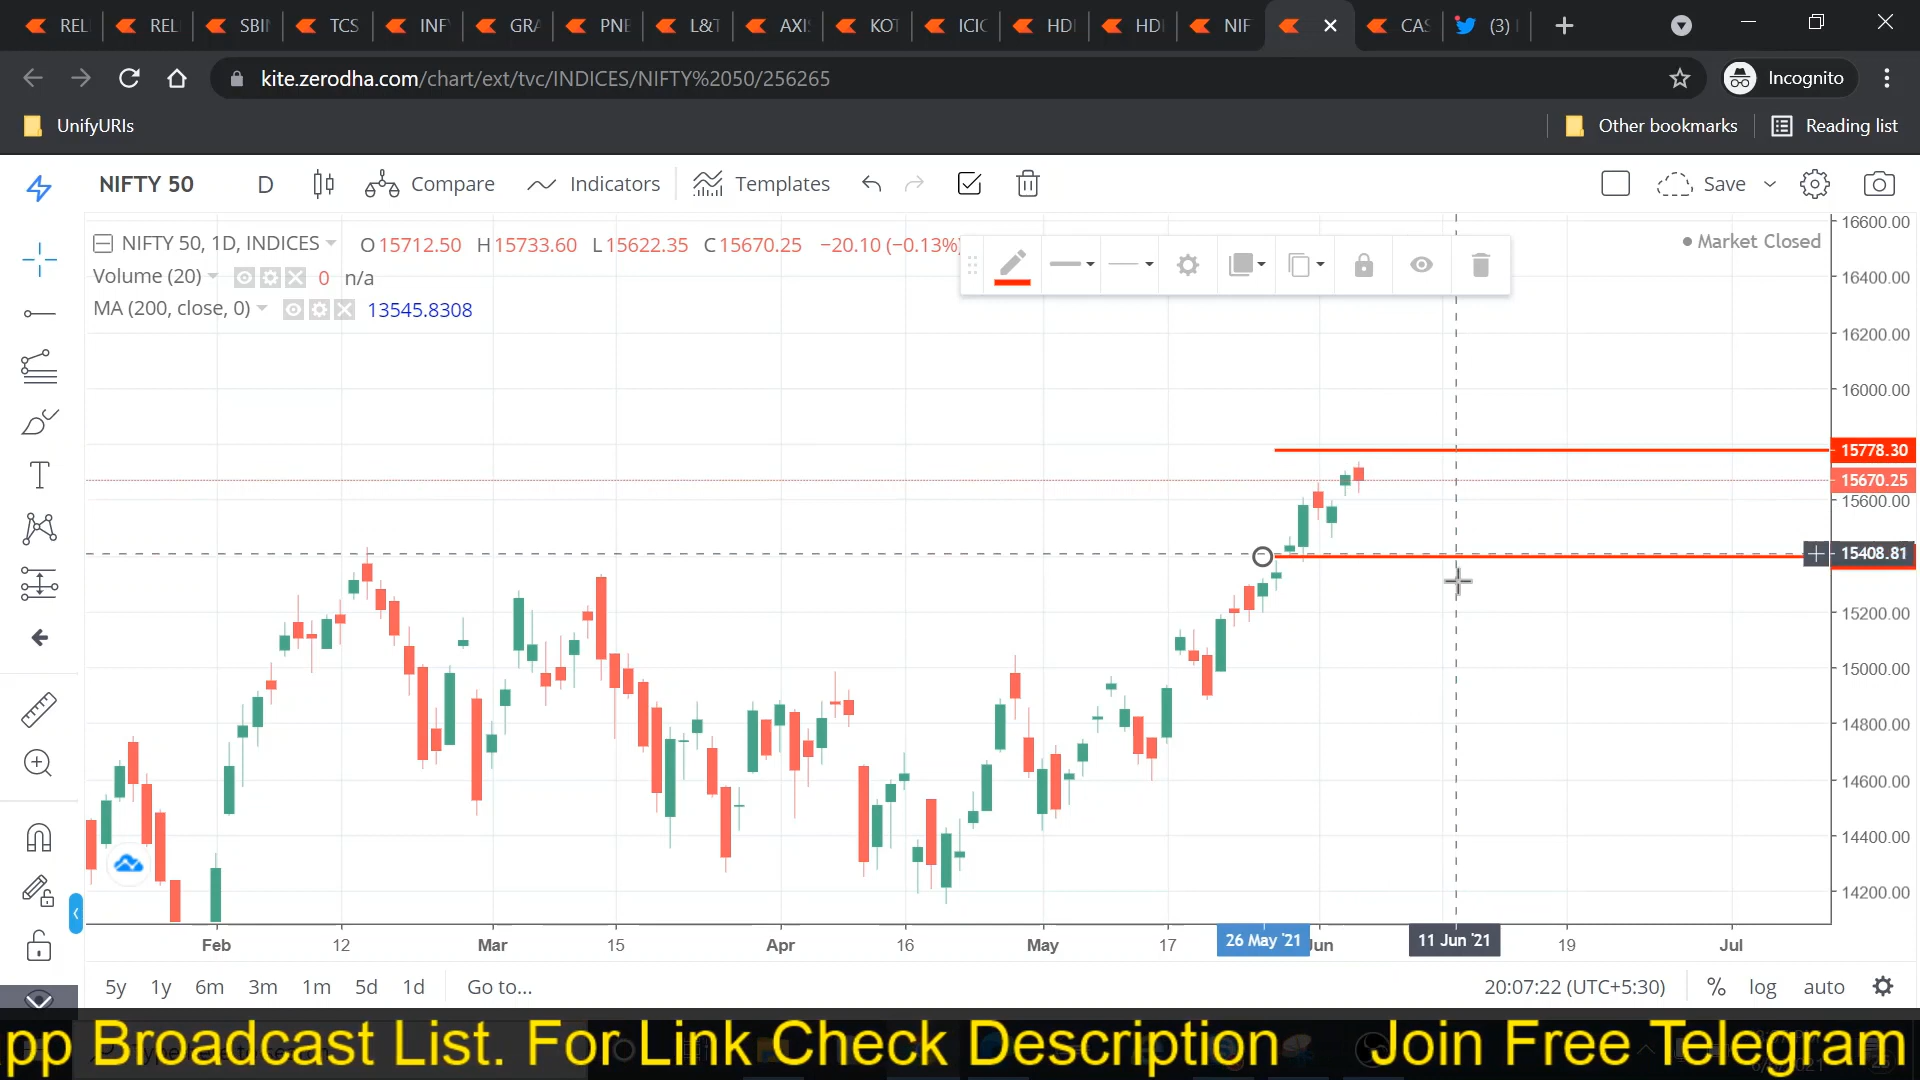 REL REL SBI TCS INF GRA PNE L&T AXI KOT ICIC HDI HDI NIF CAS (3)
kite.zerodha.com/chart/ext/tvc/INDICES/NIFTY%2050/256265 Incognito
UnifyURIs Other bookmarks Reading list
NIFTY 50 D Compare Indicators Templates Save
NIFTY 50, 1D, INDICES O15712.50 H15733.60 L15622.35 C15670.25 −20.10 (−0.13%) Market Closed
Volume (20) 0 n/a
MA (200, close, 0) 13545.8308
16600.00
16400.00
16200.00
16000.00
15778.30
15670.25
15600.00
15408.81
15200.00
15000.00
14800.00
14600.00
14400.00
14200.00
Feb 12 Mar 15 Apr 16 May 17 26 May '21 Jun 11 Jun '21 19 Jul
5y 1y 6m 3m 1m 5d 1d Go to... 20:07:22 (UTC+5:30) % log auto
pp Broadcast List. For Link Check Description Join Free Telegram